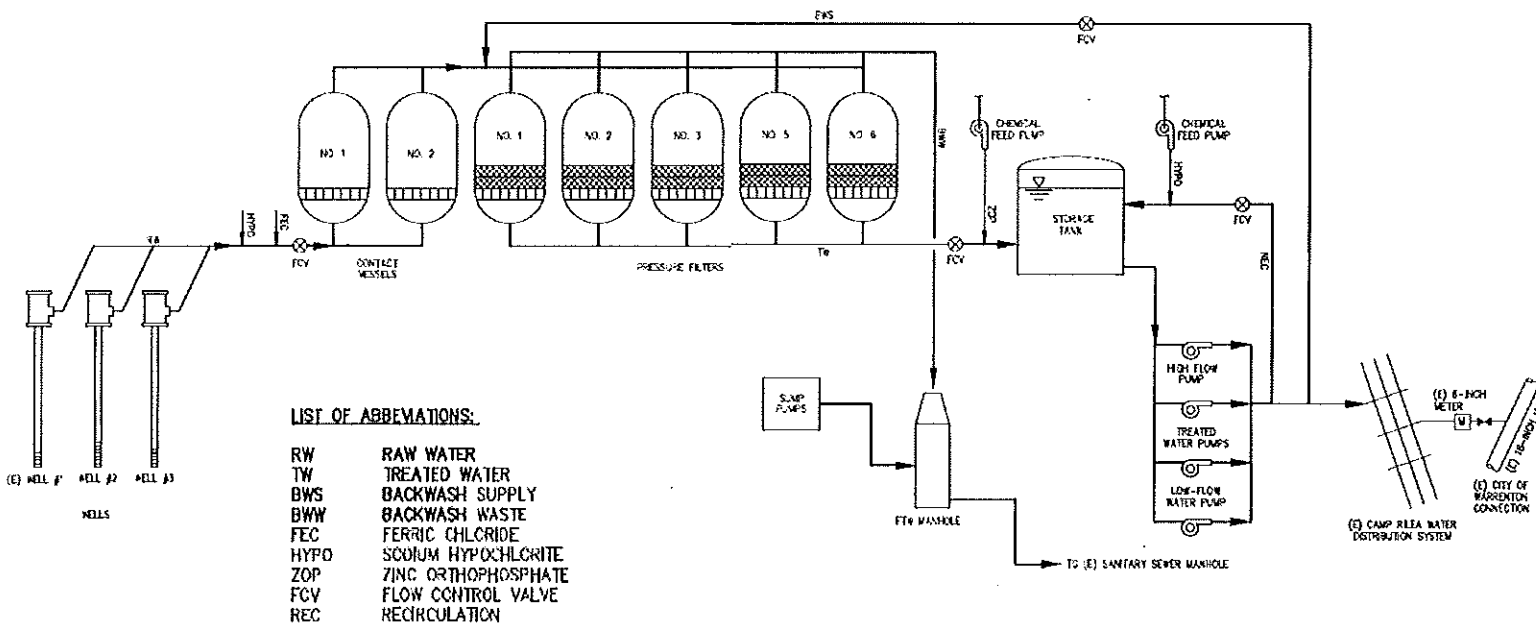 BWS
FCV
NO. 1
NO. 2
NO. 1
NO. 2
NO. 3
NO. 5
NO. 6
BWW
CHEMICAL
FEED PUMP
CHEMICAL
FEED PUMP
HYPO
ZOP
STORAGE
TANK
FCV
REC
HYPO
FEC
RW
FCV
CONTACT
VESSELS
PRESSURE FILTERS
TW
FCV
HIGH FLOW
PUMP
TREATED
WATER PUMPS
LOW-FLOW
WATER PUMP
SUMP
PUMPS
(E) 6-INCH
METER
M
(E) 16-INCH
(E) CITY OF
WARRENTON
CONNECTION
(E) CAMP RILEA WATER
DISTRIBUTION SYSTEM
(E) WELL #1
WELL #2
WELL #3
WELLS
MANHOLE
TO (E) SANITARY SEWER MANHOLE
LIST OF ABBEVIATIONS:
RW RAW WATER
TW TREATED WATER
BWS BACKWASH SUPPLY
BWW BACKWASH WASTE
FEC FERRIC CHLORIDE
HYPO SODIUM HYPOCHLORITE
ZOP ZINC ORTHOPHOSPHATE
FCV FLOW CONTROL VALVE
REC RECIRCULATION